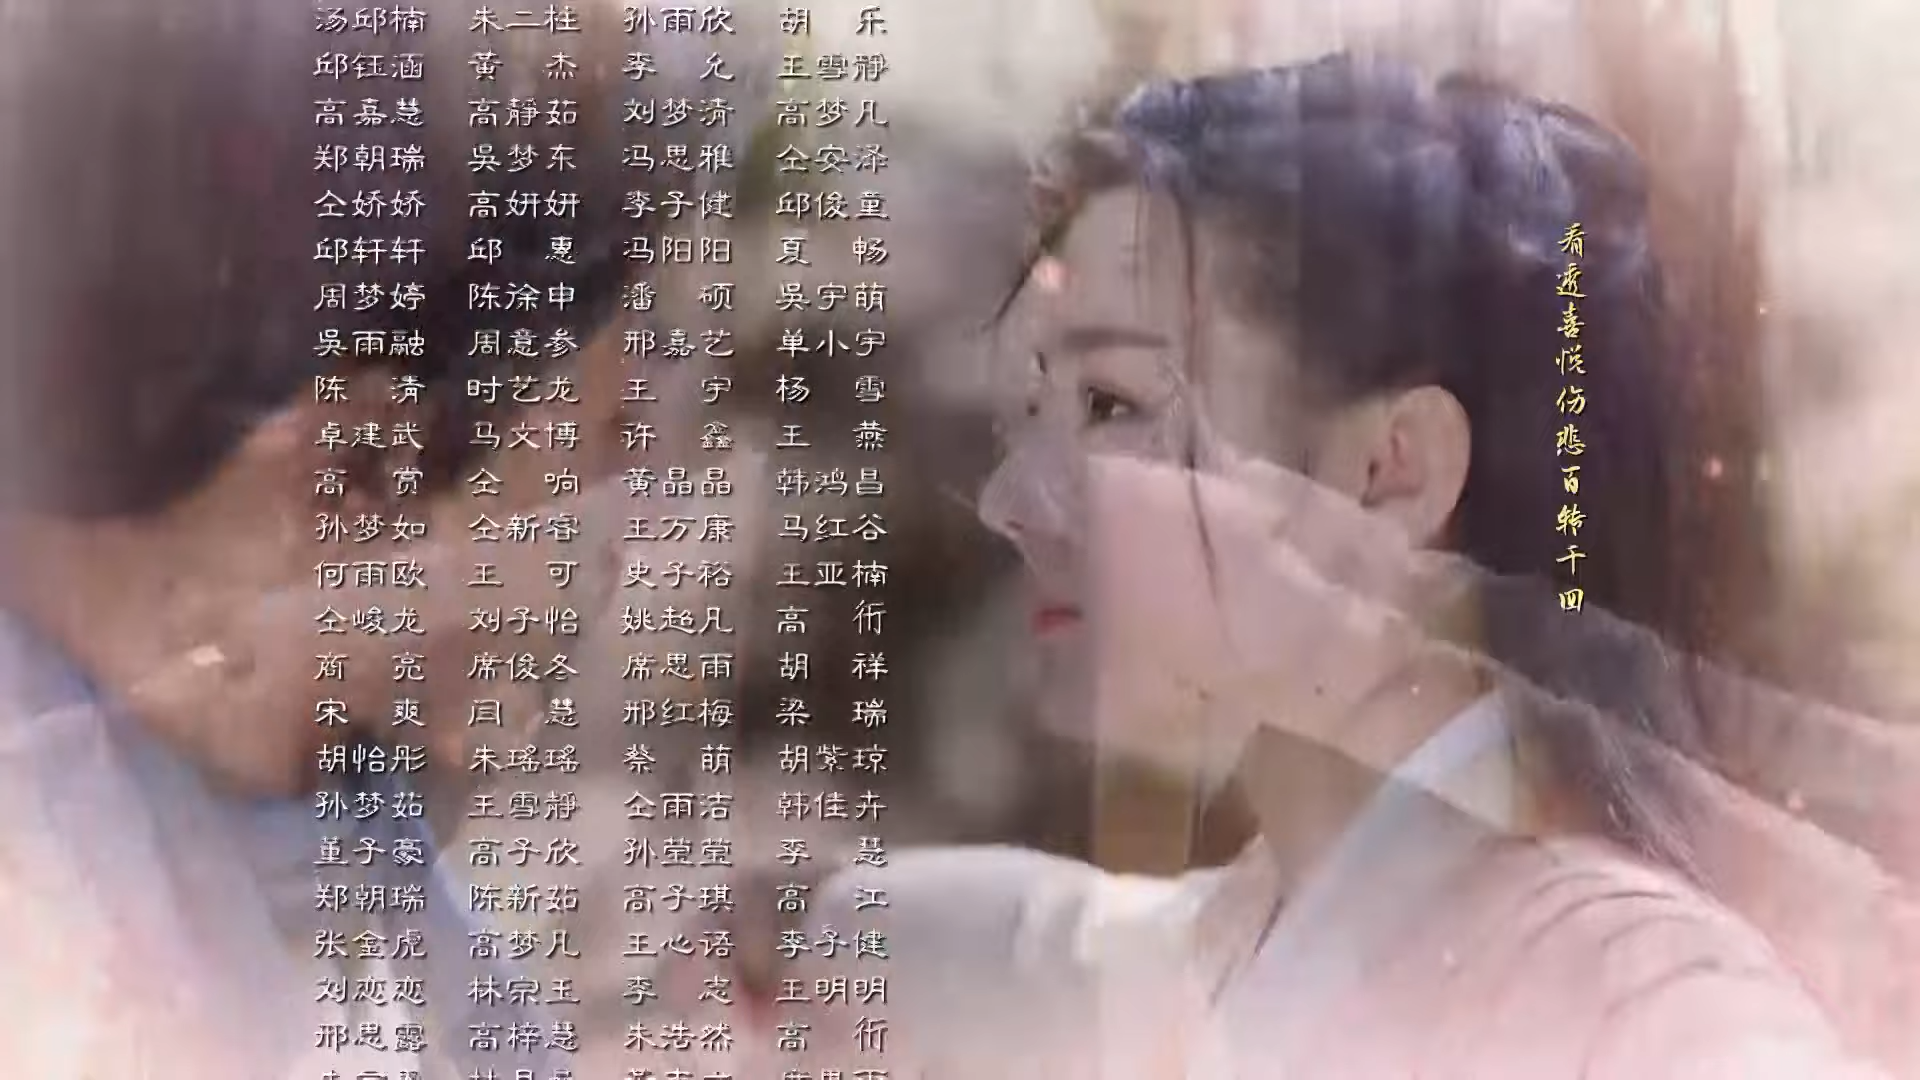 汤邱楠 朱二柱 孙雨欣 胡乐
邱钰涵 黄杰 李允 王雪静
高嘉慧 高静茹 刘梦清 高梦凡
郑朝瑞 吴梦东 冯思雅 仝安泽
仝娇娇 高妍妍 李子健 邱俊童
邱轩轩 邱惠 冯阳阳 夏畅
周梦婷 陈徐申 潘硕 吴宇萌
吴雨融 周意参 邢嘉艺 单小宇
陈清 时艺龙 王宇 杨雪
卓建武 马文博 许鑫 王燕
高赏 仝响 黄晶晶 韩鸿昌
孙梦如 仝新睿 王万康 马红谷
何雨欧 王可 史子裕 王亚楠
仝峻龙 刘子怡 姚超凡 高衍
商亮 席俊冬 席思雨 胡祥
宋爽 闫慧 邢红梅 梁瑞
胡怡彤 朱瑶瑶 蔡萌 胡紫琼
孙梦茹 王雪静 仝雨洁 韩佳卉
董子豪 高子欣 孙莹莹 李慧
郑朝瑞 陈新茹 高子琪 高江
张金虎 高梦凡 王心语 李子健
刘恋恋 林宗玉 李志 王明明
邢思露 高梓慧 朱浩然 高衍
看透喜悦伤悲百转千回